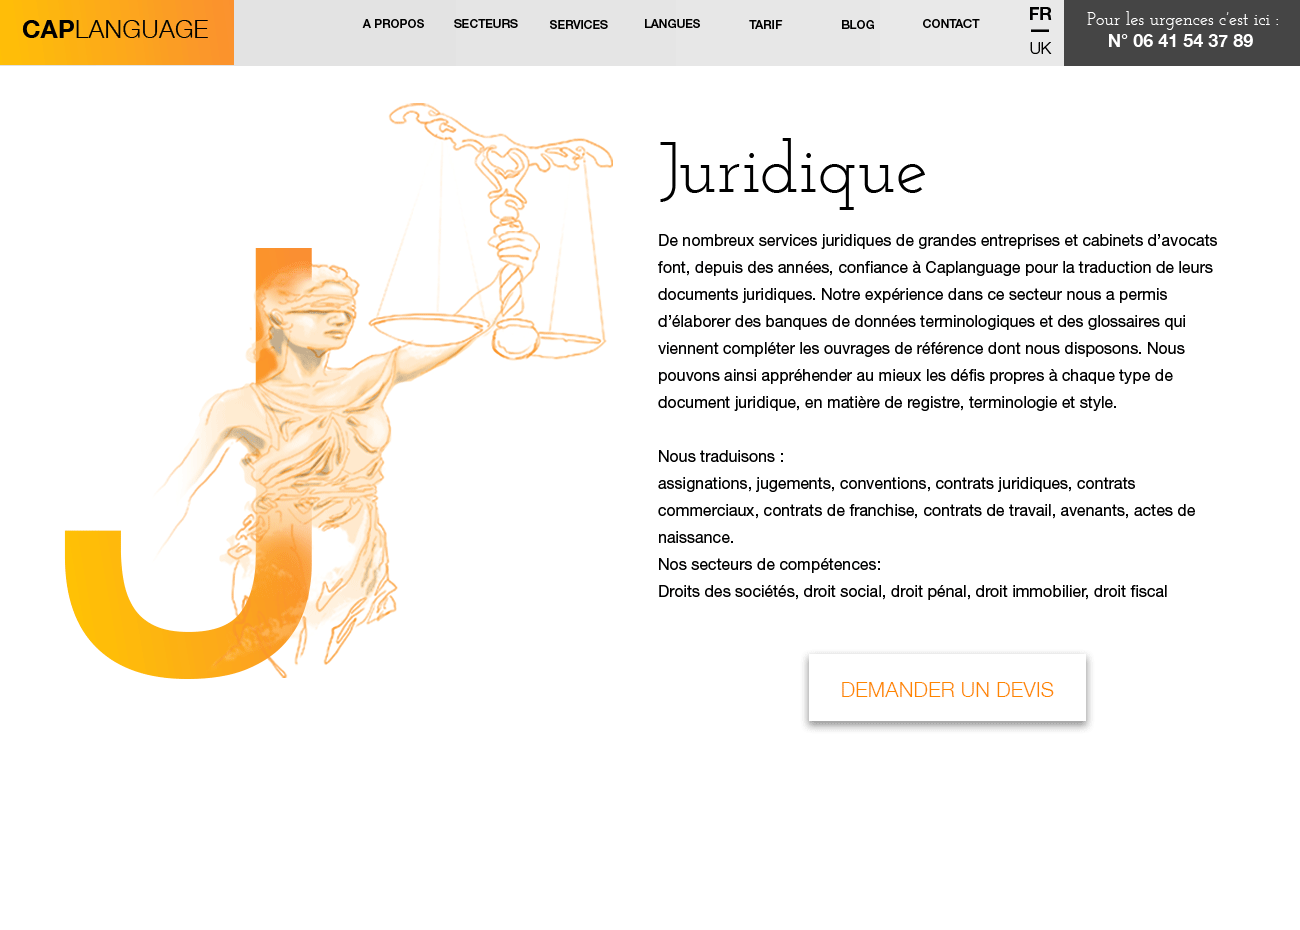 CAPLANGUAGE
A PROPOS
SECTEURS
SERVICES
LANGUES
TARIF
BLOG
CONTACT
FR
UK
Pour les urgences c'est ici :
N° 06 41 54 37 89
J
Juridique
De nombreux services juridiques de grandes entreprises et cabinets d'avocats
font, depuis des années, confiance à Caplanguage pour la traduction de leurs
documents juridiques. Notre expérience dans ce secteur nous a permis
d'élaborer des banques de données terminologiques et des glossaires qui
viennent compléter les ouvrages de référence dont nous disposons. Nous
pouvons ainsi appréhender au mieux les défis propres à chaque type de
document juridique, en matière de registre, terminologie et style.
Nous traduisons :
assignations, jugements, conventions, contrats juridiques, contrats
commerciaux, contrats de franchise, contrats de travail, avenants, actes de
naissance.
Nos secteurs de compétences:
Droits des sociétés, droit social, droit pénal, droit immobilier, droit fiscal
DEMANDER UN DEVIS